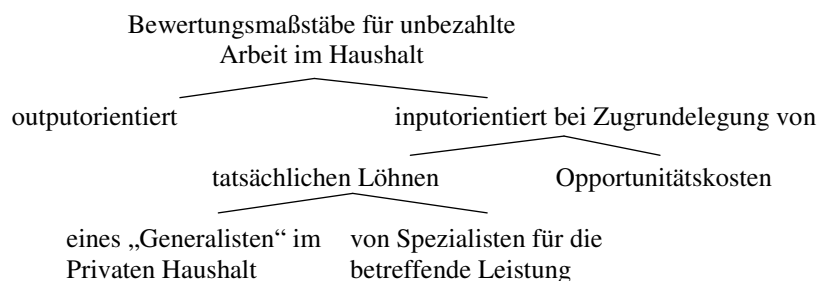 Bewertungsmaßstäbe für unbezahlte
Arbeit im Haushalt
outputorientiert
inputorientiert bei Zugrundelegung von
tatsächlichen Löhnen
Opportunitätskosten
eines „Generalisten“ im
Privaten Haushalt
von Spezialisten für die
betreffende Leistung